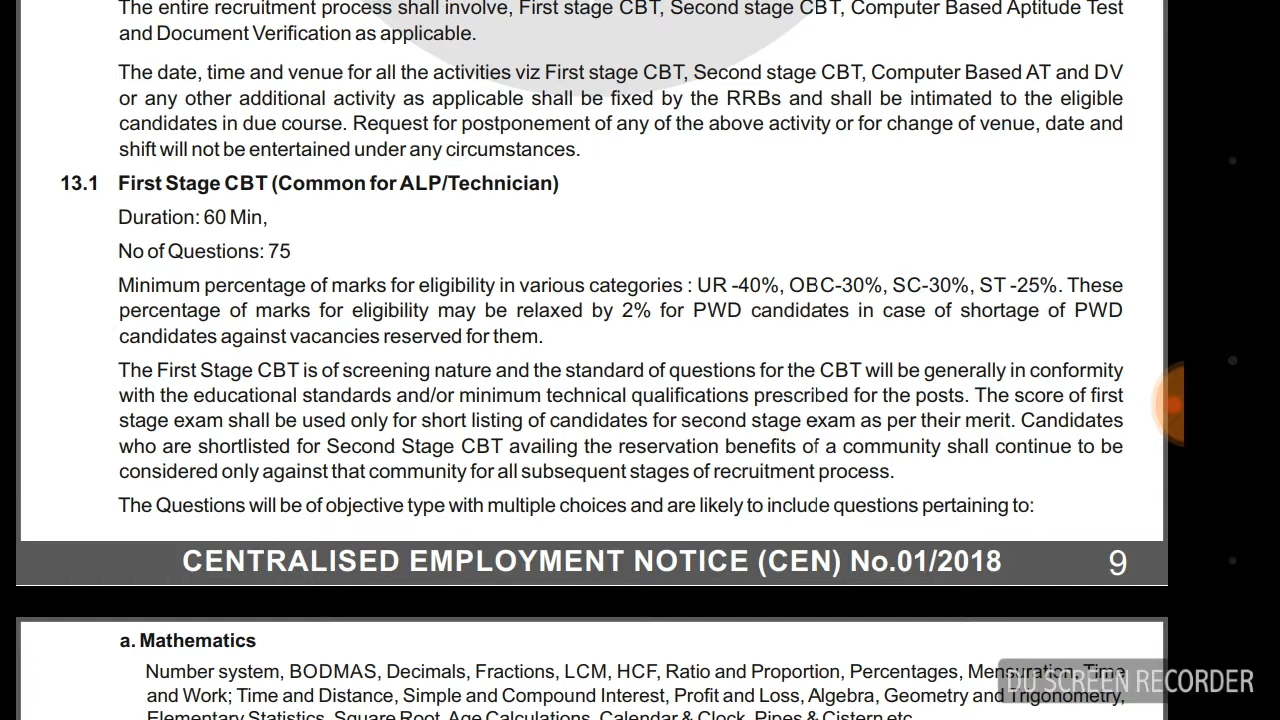 The entire recruitment process shall involve, First stage CBT, Second stage CBT, Computer Based Aptitude Test
and Document Verification as applicable.
The date, time and venue for all the activities viz First stage CBT, Second stage CBT, Computer Based AT and DV
or any other additional activity as applicable shall be fixed by the RRBs and shall be intimated to the eligible
candidates in due course. Request for postponement of any of the above activity or for change of venue, date and
shift will not be entertained under any circumstances.
13.1 First Stage CBT (Common for ALP/Technician)
Duration: 60 Min,
No of Questions: 75
Minimum percentage of marks for eligibility in various categories : UR -40%, OBC-30%, SC-30%, ST -25%. These
percentage of marks for eligibility may be relaxed by 2% for PWD candidates in case of shortage of PWD
candidates against vacancies reserved for them.
The First Stage CBT is of screening nature and the standard of questions for the CBT will be generally in conformity
with the educational standards and/or minimum technical qualifications prescribed for the posts. The score of first
stage exam shall be used only for short listing of candidates for second stage exam as per their merit. Candidates
who are shortlisted for Second Stage CBT availing the reservation benefits of a community shall continue to be
considered only against that community for all subsequent stages of recruitment process.
The Questions will be of objective type with multiple choices and are likely to include questions pertaining to:
CENTRALISED EMPLOYMENT NOTICE (CEN) No.01/2018 9
a. Mathematics
Number system, BODMAS, Decimals, Fractions, LCM, HCF, Ratio and Proportion, Percentages, Mensuration, Time
and Work; Time and Distance, Simple and Compound Interest, Profit and Loss, Algebra, Geometry and Trigonometry,
Elementary Statistics, Square Root, Age Calculations, Calendar & Clock, Pipes & Cistern etc.
DU SCREEN RECORDER